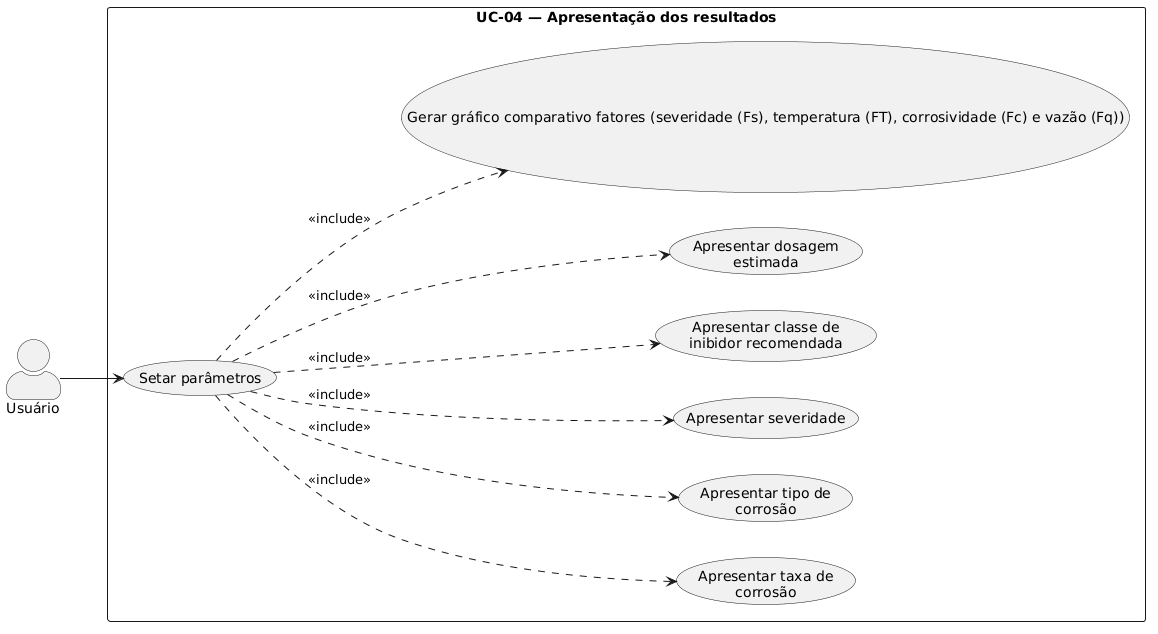 UC-04 — Apresentação dos resultados
Gerar gráfico comparativo fatores (severidade (Fs), temperatura (FT), corrosividade (Fc) e vazão (Fq))
«include»
Apresentar dosagem
estimada
«include»
Apresentar classe de
inibidor recomendada
«include»
Setar parâmetros
«include»
Usuário
Apresentar severidade
«include»
Apresentar tipo de
corrosão
«include»
Apresentar taxa de
corrosão